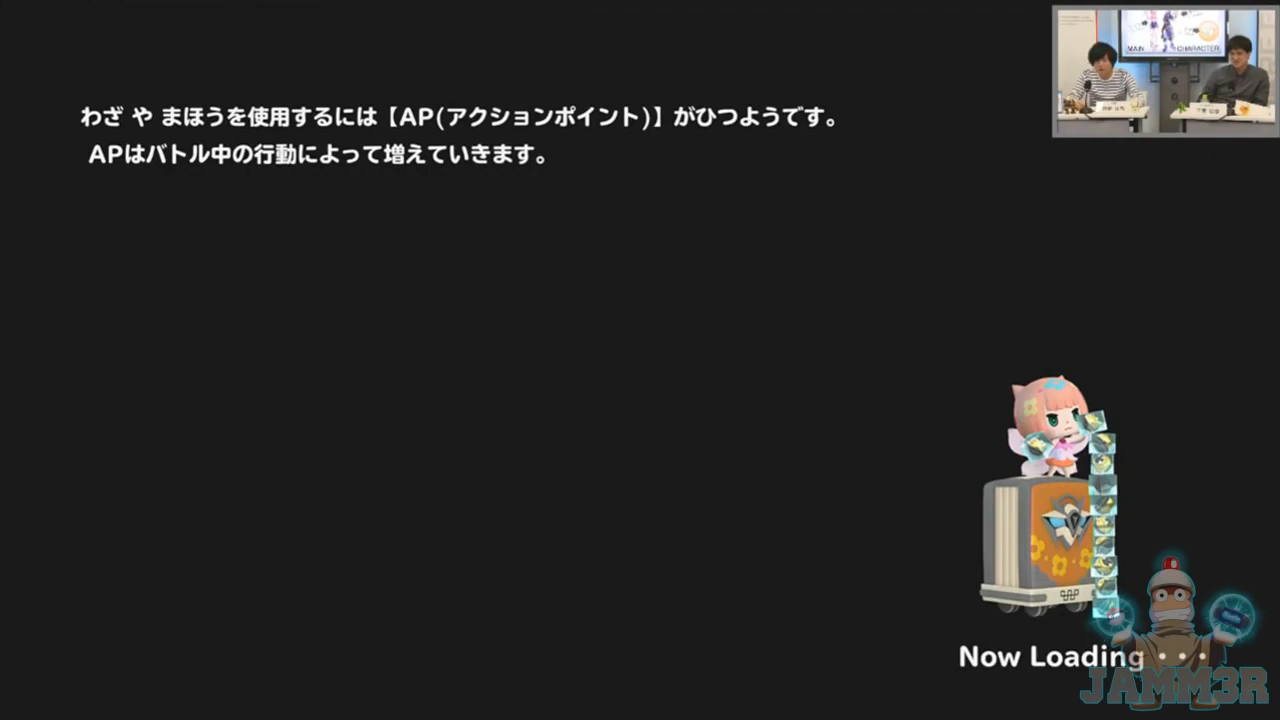 わざ や まほうを使用するには【AP(アクションポイント)】がひつようです。
APはバトル中の行動によって増えていきます。
MAIN CHARACTER
Now Loading...
JAMM3R